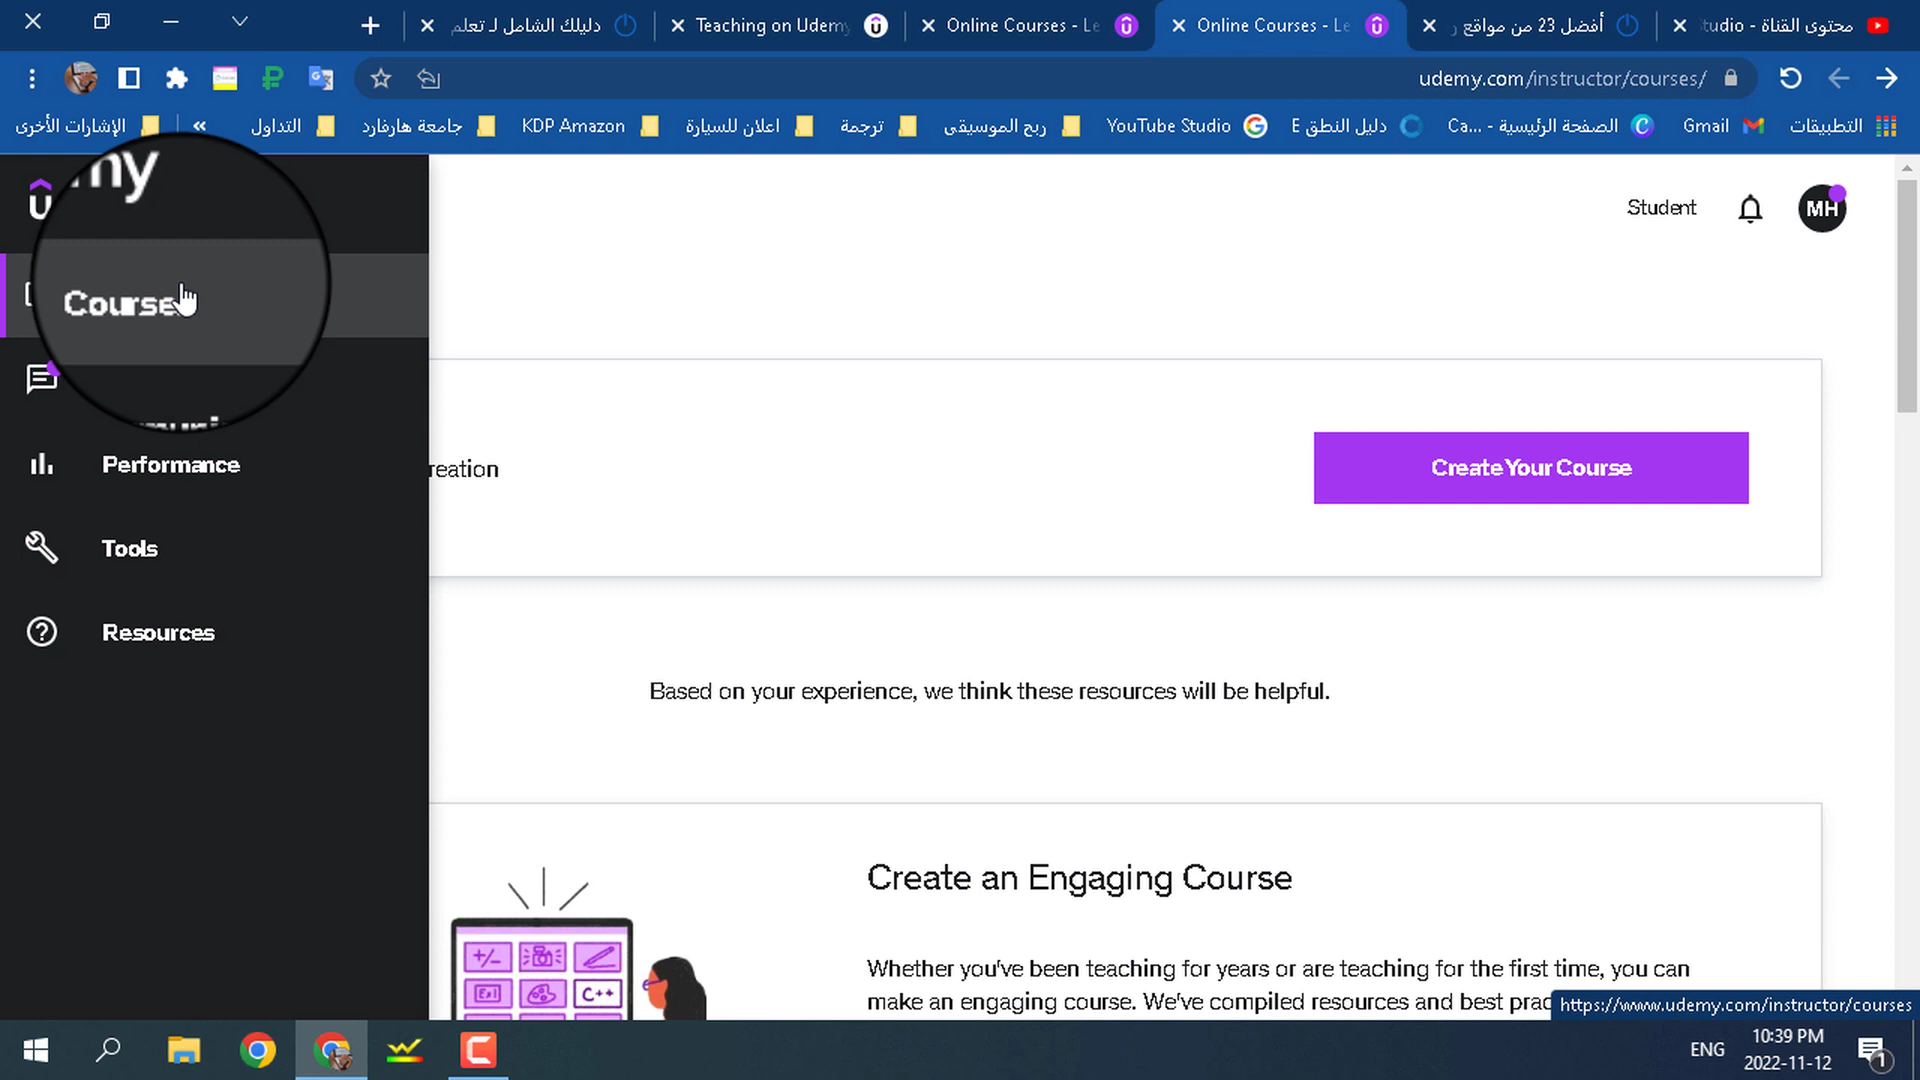 دليلك الشامل لـ تعلم
Teaching on Udemy
Online Courses - Le
Online Courses - Le
أفضل 23 من مواقع ر
محتوى القناة - tudio
udemy.com/instructor/courses/
الإشارات الأخرى
«
التداول
جامعة هارفارد
KDP Amazon
اعلان للسيارة
ترجمة
ربح الموسيقى
YouTube Studio
دليل النطق E
الصفحة الرئيسية - Ca...
Gmail
التطبيقات
my
Student
MH
Course
Performance
reation
Create Your Course
Tools
Resources
Based on your experience, we think these resources will be helpful.
Create an Engaging Course
+/-
C++
Whether you've been teaching for years or are teaching for the first time, you can
make an engaging course. We've compiled resources and best prac
https://www.udemy.com/instructor/courses
ENG
10:39 PM
2022-11-12
1